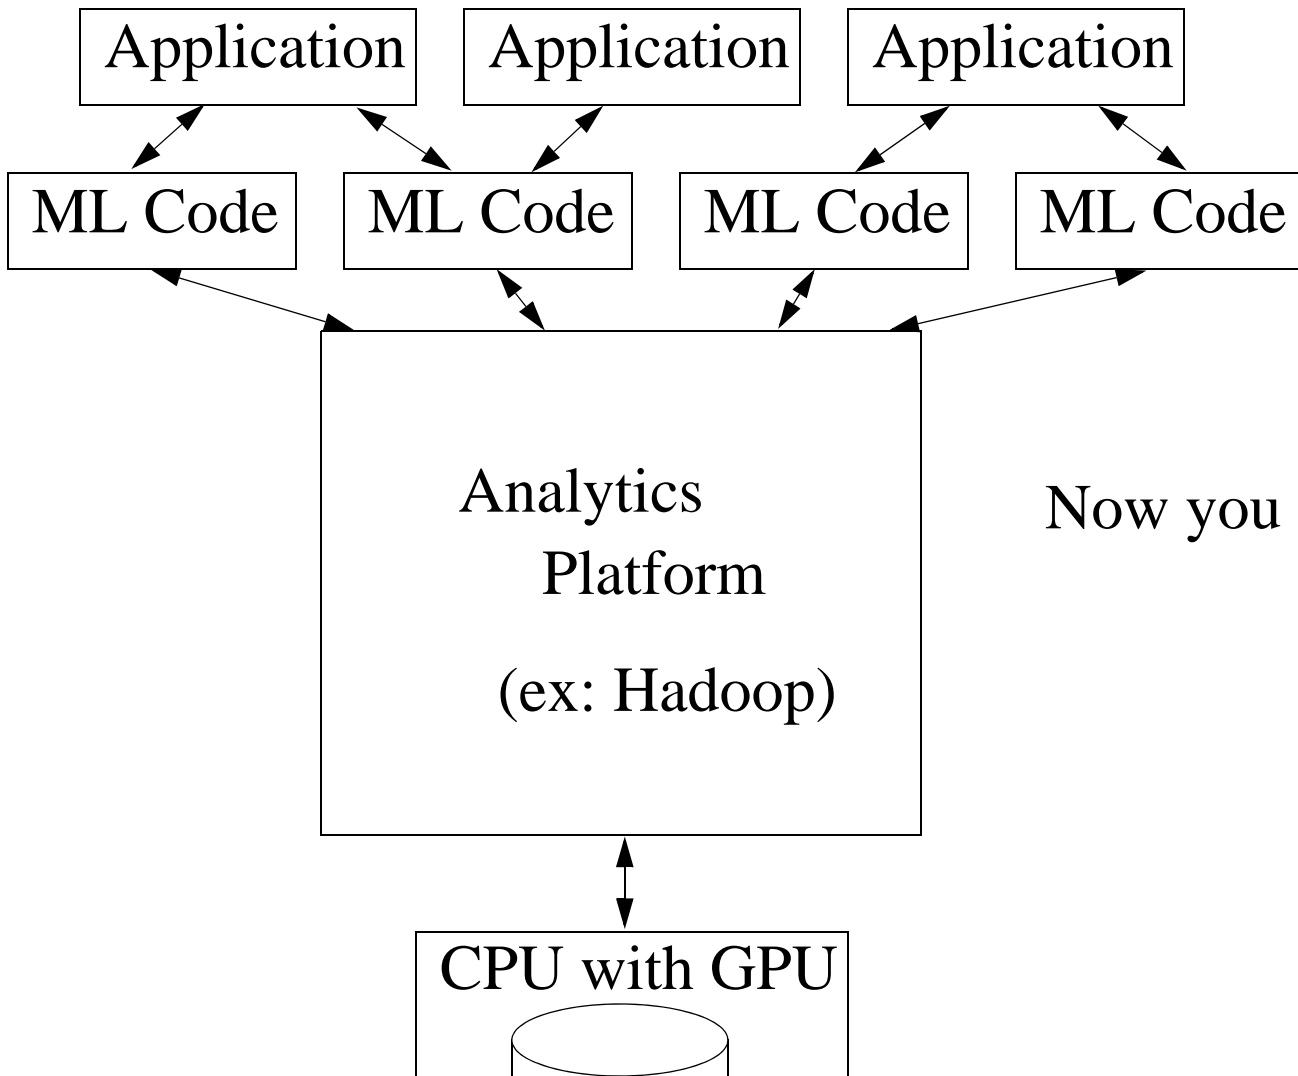 Application
Application
Application
ML Code
ML Code
ML Code
ML Code
Analytics
Platform
(ex: Hadoop)
Now you
CPU with GPU